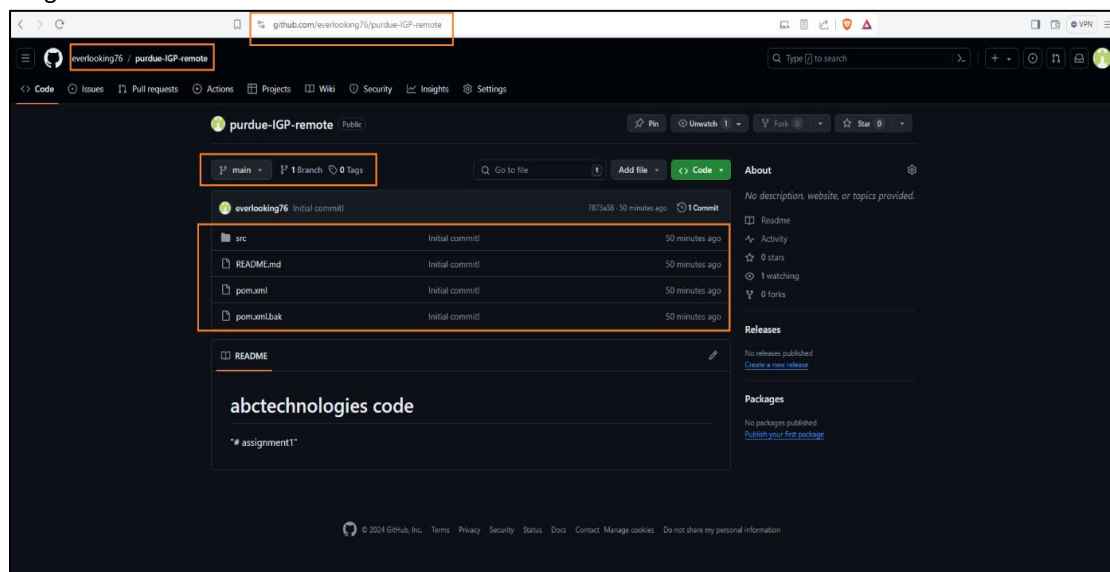 github.com/everlooking76/purdue-IGP-remote
VPN
everlooking76 / purdue-IGP-remote
Type / to search
Code Issues Pull requests Actions Projects Wiki Security Insights Settings
purdue-IGP-remote Public
Pin Unwatch 1 Fork 0 Star 0
main 1 Branch 0 Tags
Go to file t
Add file Code
About
No description, website, or topics provided.
everlooking76 Initial commit!
7873a58 · 50 minutes ago 1 Commit
src Initial commit! 50 minutes ago
README.md Initial commit! 50 minutes ago
pom.xml Initial commit! 50 minutes ago
pom.xml.bak Initial commit! 50 minutes ago
Readme
Activity
0 stars
1 watching
0 forks
Releases
No releases published
Create a new release
README
Packages
No packages published
Publish your first package
abctechnologies code
"# assignment1"
© 2024 GitHub, Inc. Terms Privacy Security Status Docs Contact Manage cookies Do not share my personal information